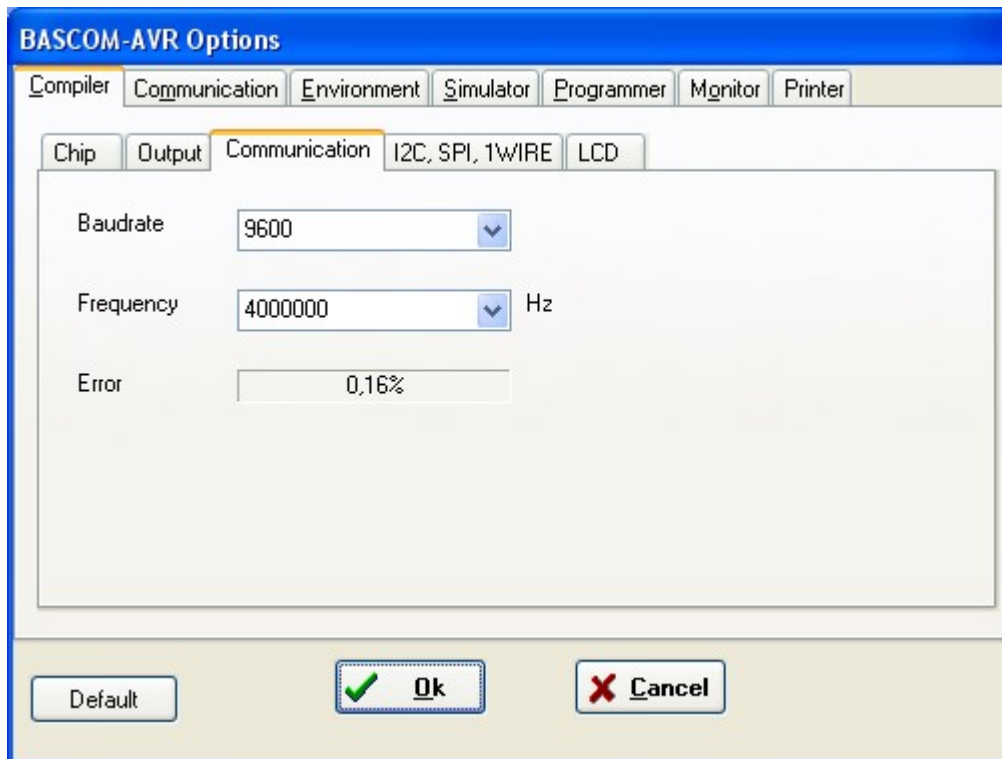 BASCOM-AVR Options
Compiler Communication Environment Simulator Programmer Monitor Printer
Chip Output Communication I2C, SPI, 1WIRE LCD
Baudrate 9600
Frequency 4000000 Hz
Error 0,16%
Default Ok Cancel